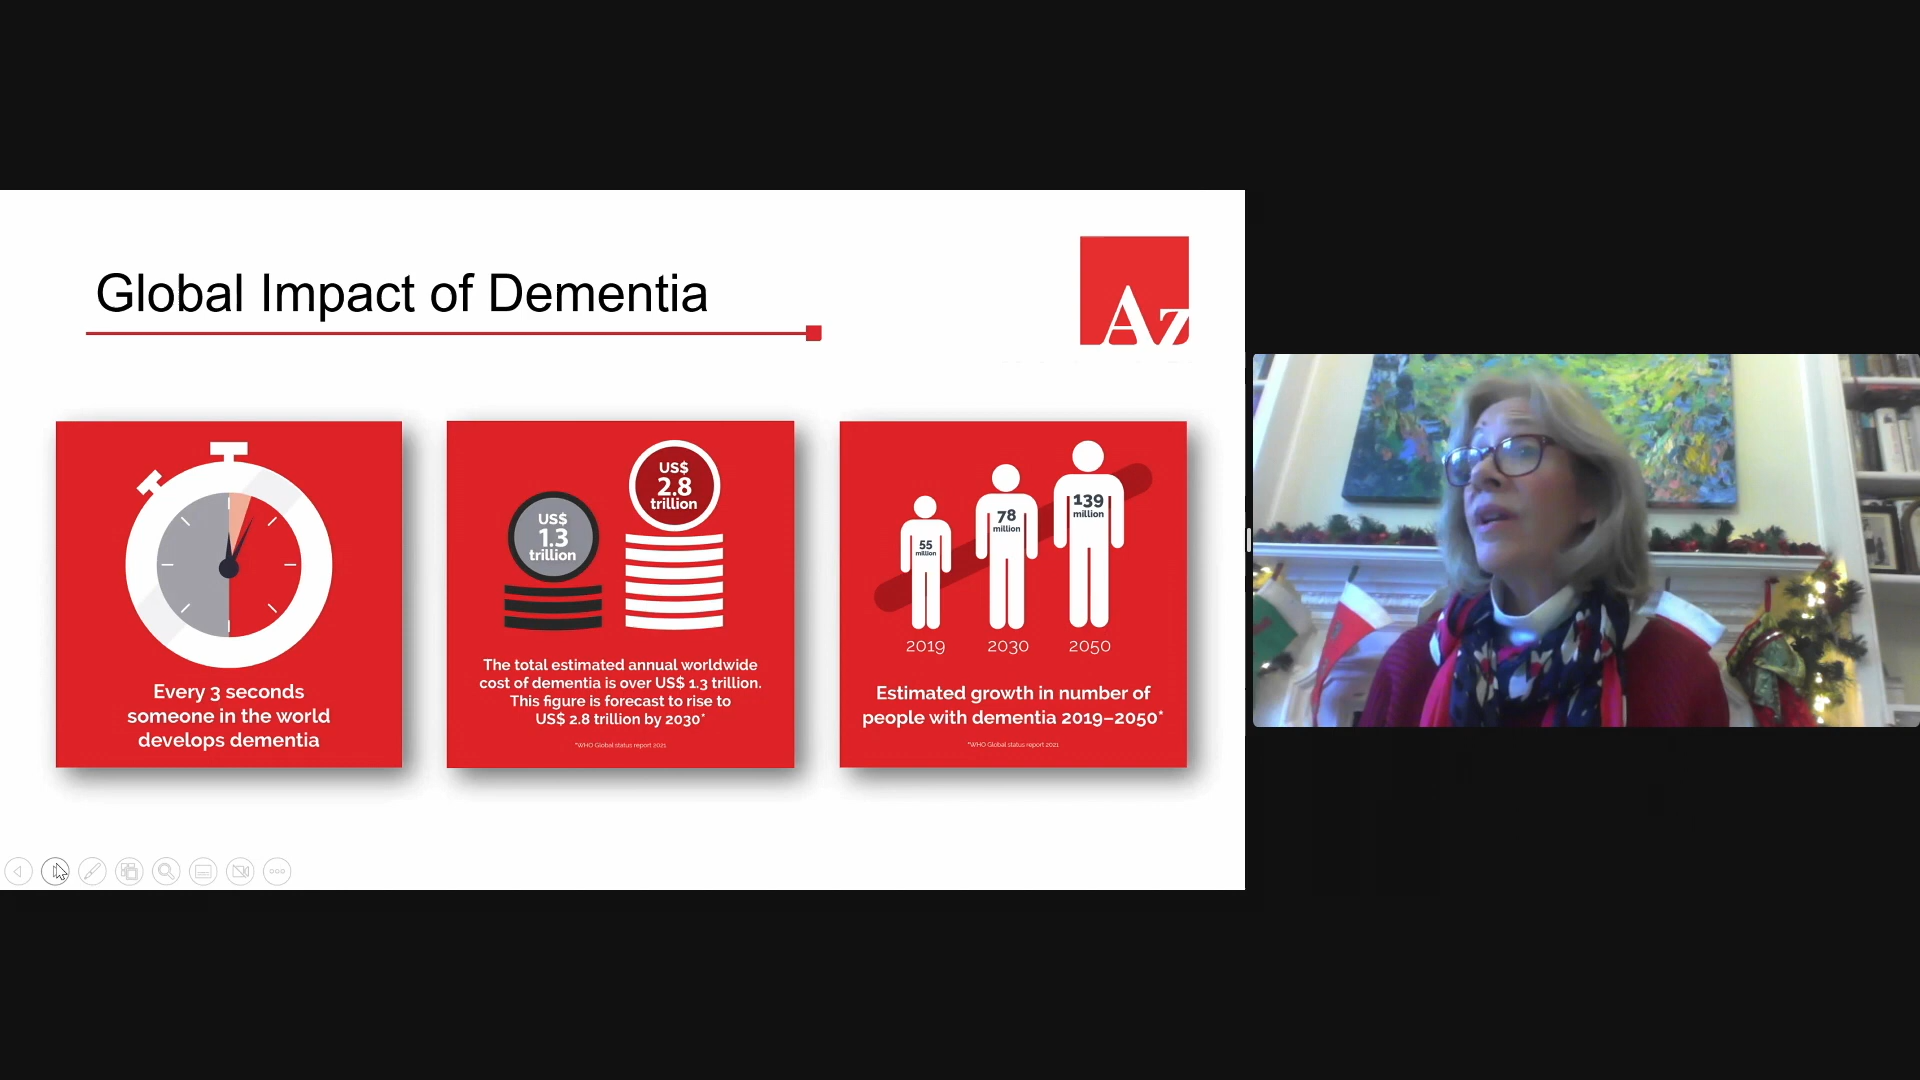 Global Impact of Dementia
Az
Every 3 seconds
someone in the world
develops dementia
US$
1.3
trillion
US$
2.8
trillion
The total estimated annual worldwide
cost of dementia is over US$ 1.3 trillion.
This figure is forecast to rise to
US$ 2.8 trillion by 2030*
*WHO Global status report 2021
55
million
78
million
139
million
2019
2030
2050
Estimated growth in number of
people with dementia 2019–2050*
*WHO Global status report 2021